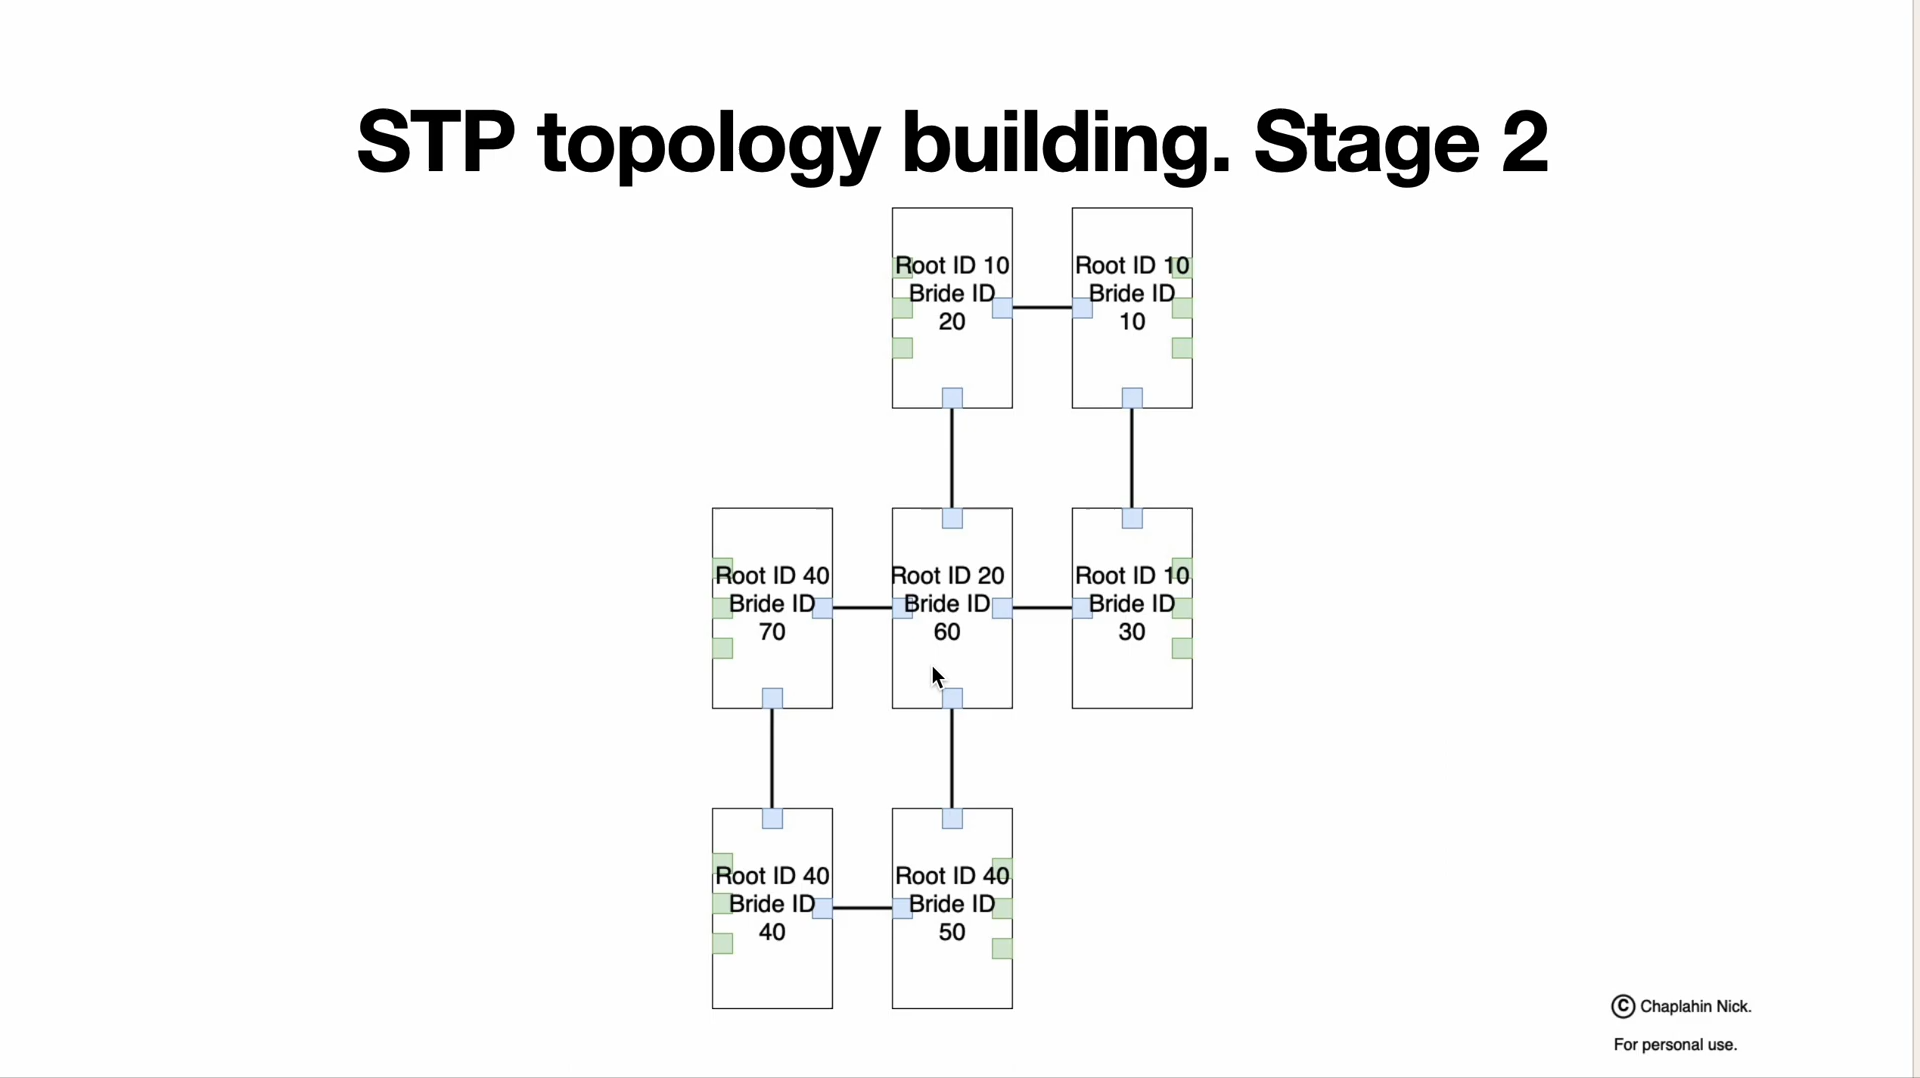 STP topology building. Stage 2
Root ID 10
Bride ID
20
Root ID 10
Bride ID
10
Root ID 40
Bride ID
70
Root ID 20
Bride ID
60
Root ID 10
Bride ID
30
Root ID 40
Bride ID
40
Root ID 40
Bride ID
50
© Chaplahin Nick.
For personal use.